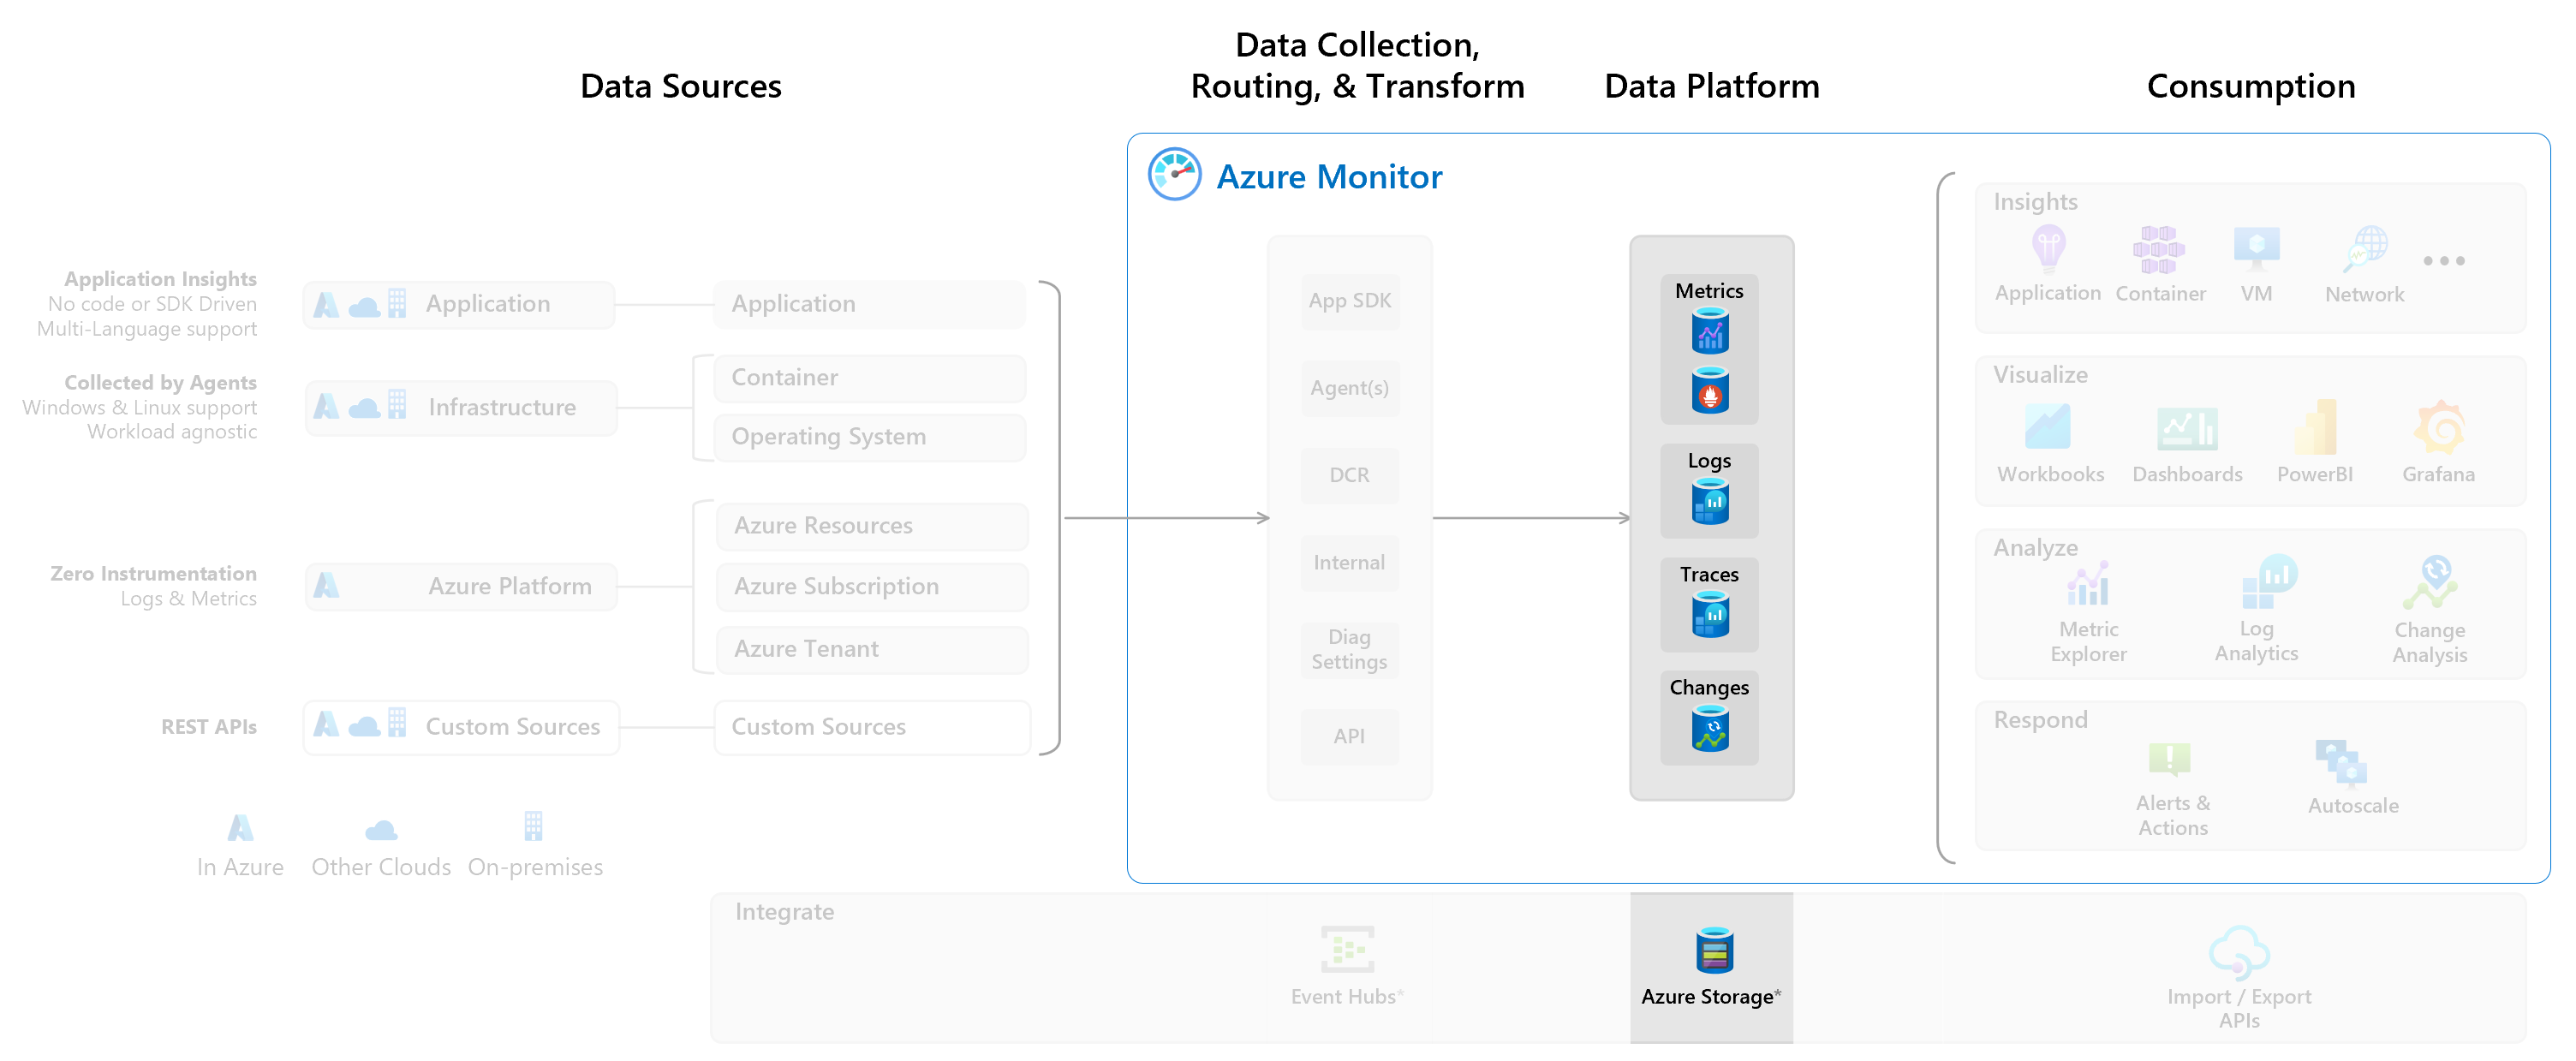 Data Sources
Data Collection,
Routing, & Transform
Data Platform
Consumption
Azure Monitor
Application Insights
No code or SDK Driven
Multi-Language support
Application
Application
Collected by Agents
Windows & Linux support
Workload agnostic
Infrastructure
Container
Operating System
Zero Instrumentation
Logs & Metrics
Azure Platform
Azure Resources
Azure Subscription
Azure Tenant
REST APIs
Custom Sources
Custom Sources
In Azure
Other Clouds
On-premises
App SDK
Agent(s)
DCR
Internal
Diag
Settings
API
Metrics
Logs
Traces
Changes
Insights
Application
Container
VM
Network
Visualize
Workbooks
Dashboards
PowerBI
Grafana
Analyze
Metric
Explorer
Log
Analytics
Change
Analysis
Respond
Alerts &
Actions
Autoscale
Integrate
Event Hubs*
Azure Storage*
Import / Export
APIs